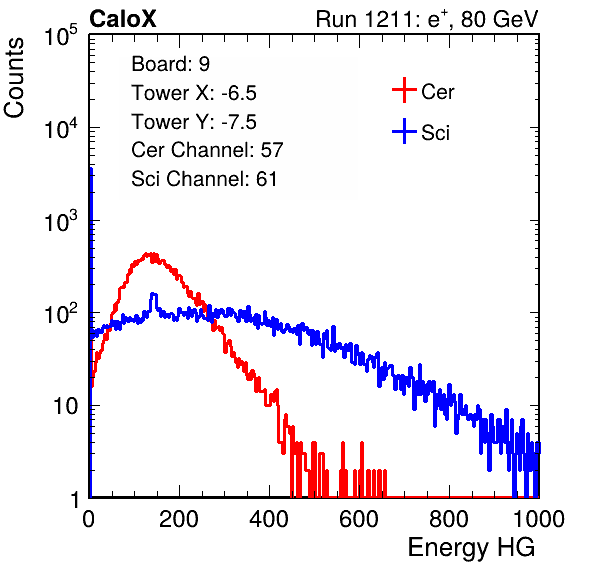 CaloX Run 1211: e⁺, 80 GeV
Counts
10⁵
10⁴
10³
10²
10
1
Board: 9
Tower X: -6.5
Tower Y: -7.5
Cer Channel: 57
Sci Channel: 61
Cer
Sci
0 200 400 600 800 1000
Energy HG